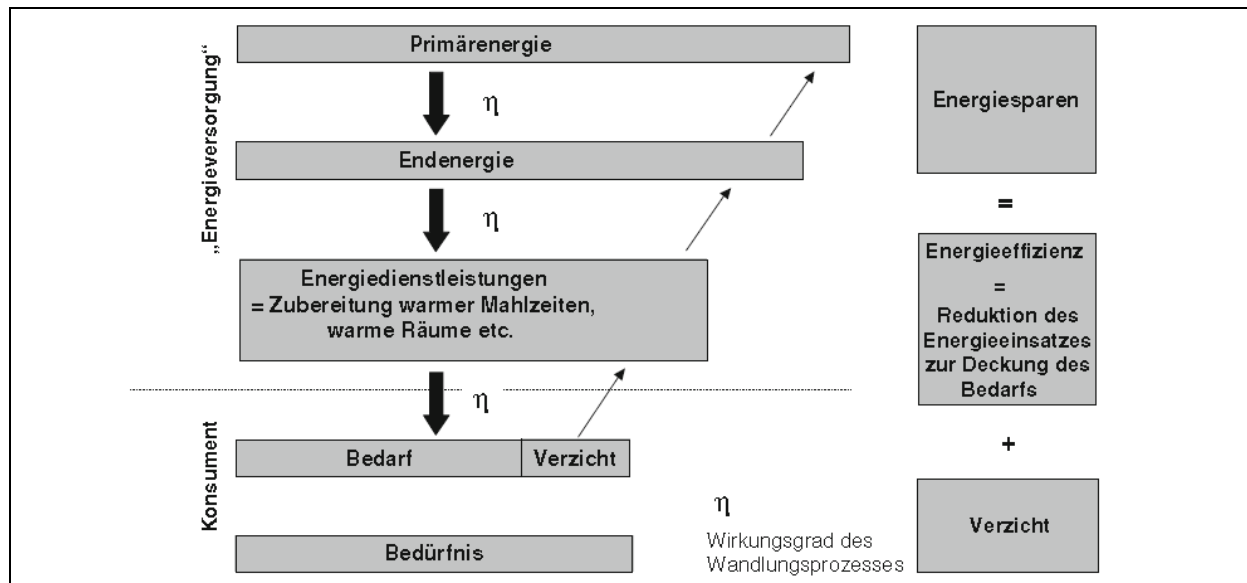 „Energieversorgung“
Primärenergie
η
Endenergie
η
Energiedienstleistungen
= Zubereitung warmer Mahlzeiten,
warme Räume etc.
η
Konsument
Bedarf
Verzicht
Bedürfnis
η
Wirkungsgrad des
Wandlungsprozesses
Energiesparen
=
Energieeffizienz
=
Reduktion des
Energieeinsatzes
zur Deckung des
Bedarfs
+
Verzicht